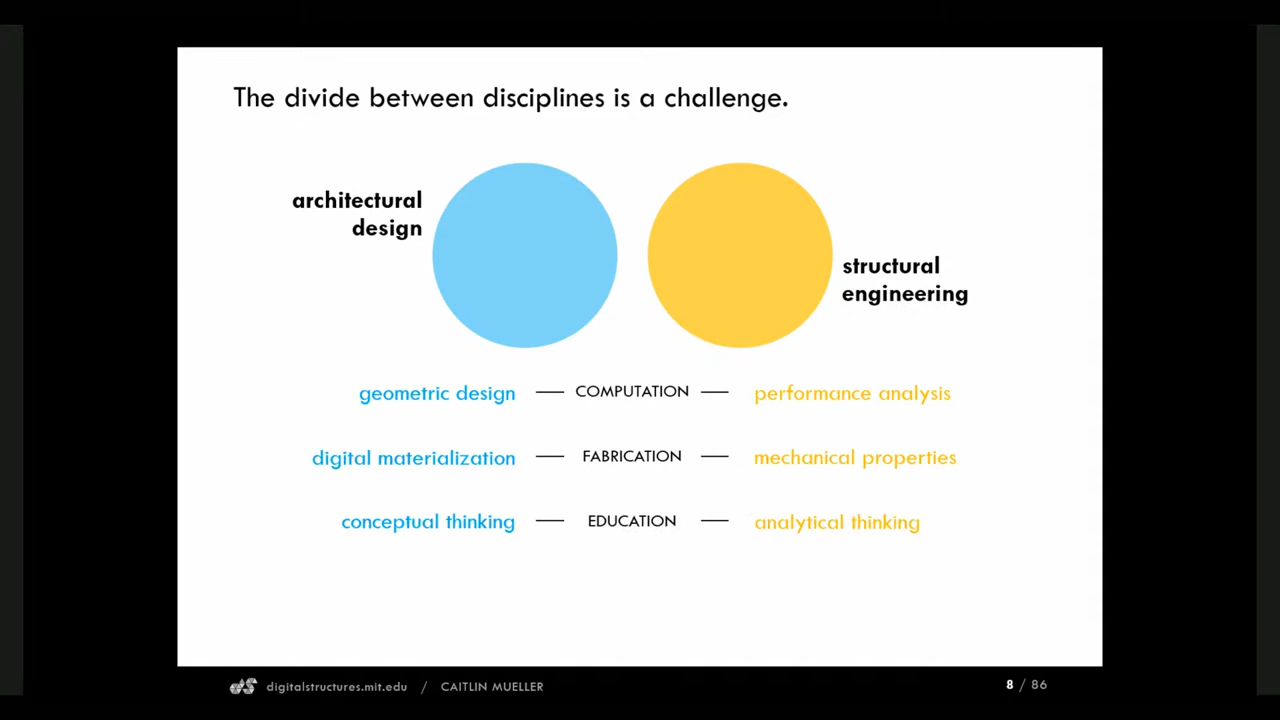 The divide between disciplines is a challenge.
architectural
design
structural
engineering
geometric design — COMPUTATION — performance analysis
digital materialization — FABRICATION — mechanical properties
conceptual thinking — EDUCATION — analytical thinking
digitalstructures.mit.edu / CAITLIN MUELLER
8 / 86